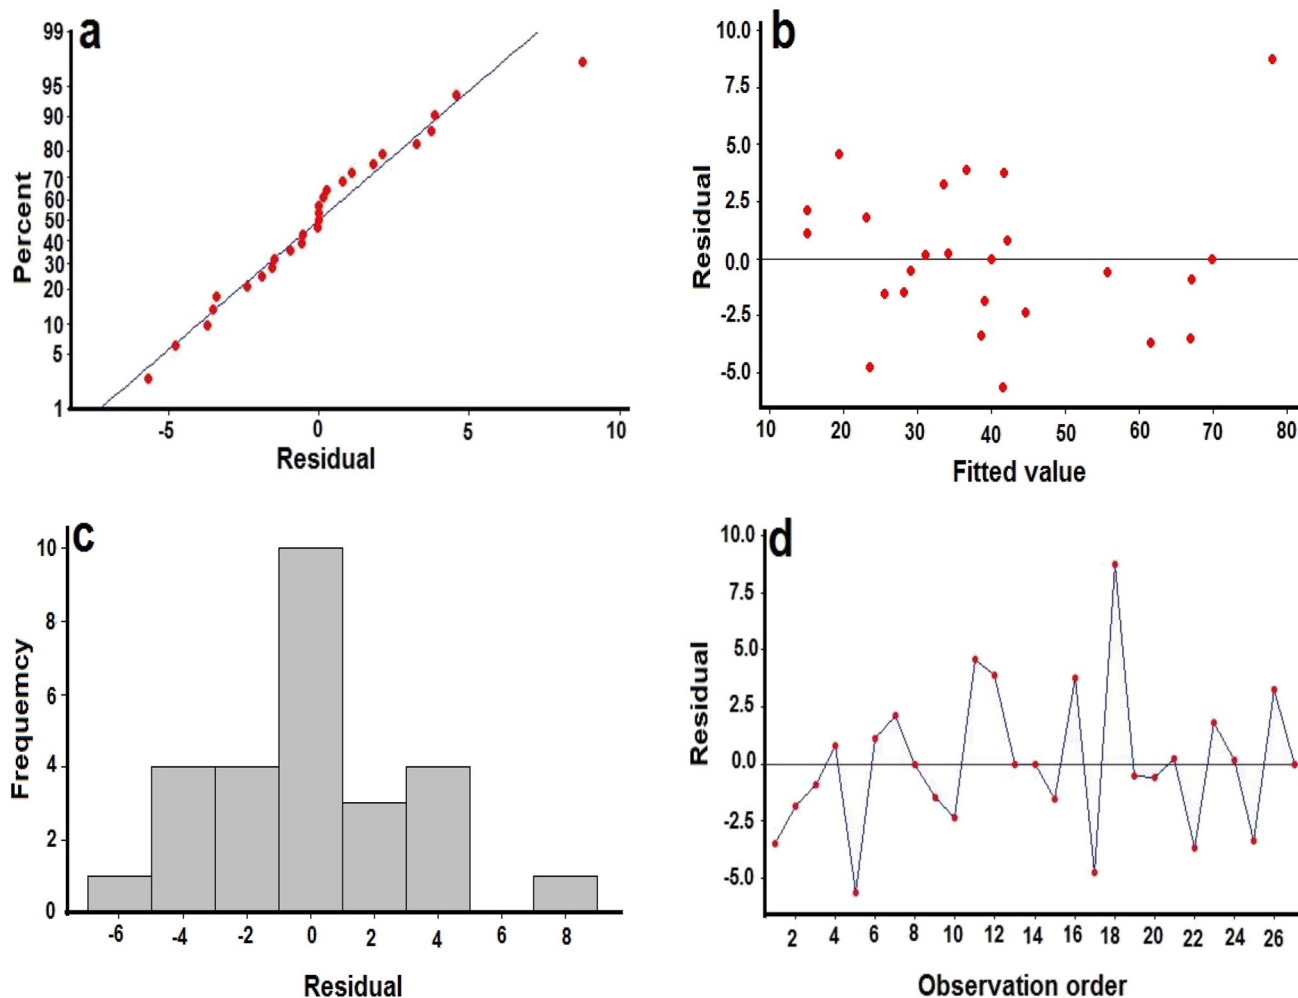 a
99
95
90
80
70
60
50
40
30
20
10
5
1
Percent
-5 0 5 10
Residual
b
10.0
7.5
5.0
2.5
0.0
-2.5
-5.0
Residual
10 20 30 40 50 60 70 80
Fitted value
c
10
8
6
4
2
0
Frequemcy
-6 -4 -2 0 2 4 6 8
Residual
d
10.0
7.5
5.0
2.5
0.0
-2.5
-5.0
Residual
2 4 6 8 10 12 14 16 18 20 22 24 26
Observation order